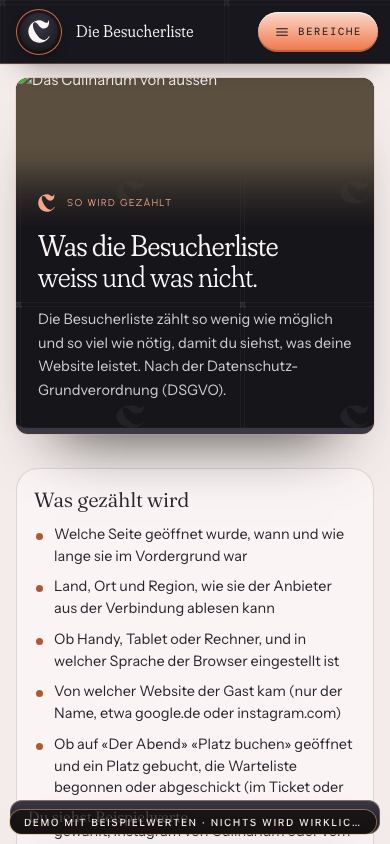 Die Besucherliste
BEREICHE
Das Culinarium von aussen
SO WIRD GEZÄHLT
Was die Besucherliste
weiss und was nicht.
Die Besucherliste zählt so wenig wie möglich
und so viel wie nötig, damit du siehst, was deine
Website leistet. Nach der Datenschutz-
Grundverordnung (DSGVO).
Was gezählt wird
Welche Seite geöffnet wurde, wann und wie
lange sie im Vordergrund war
Land, Ort und Region, wie sie der Anbieter
aus der Verbindung ablesen kann
Ob Handy, Tablet oder Rechner, und in
welcher Sprache der Browser eingestellt ist
Von welcher Website der Gast kam (nur der
Name, etwa google.de oder instagram.com)
Ob auf «Der Abend» «Platz buchen» geöffnet
und ein Platz gebucht, die Warteliste
begonnen oder abgeschickt (im Ticket oder
Du siehst Beispielwerte
DEMO MIT BEISPIELWERTEN · NICHTS WIRD WIRKLIC…